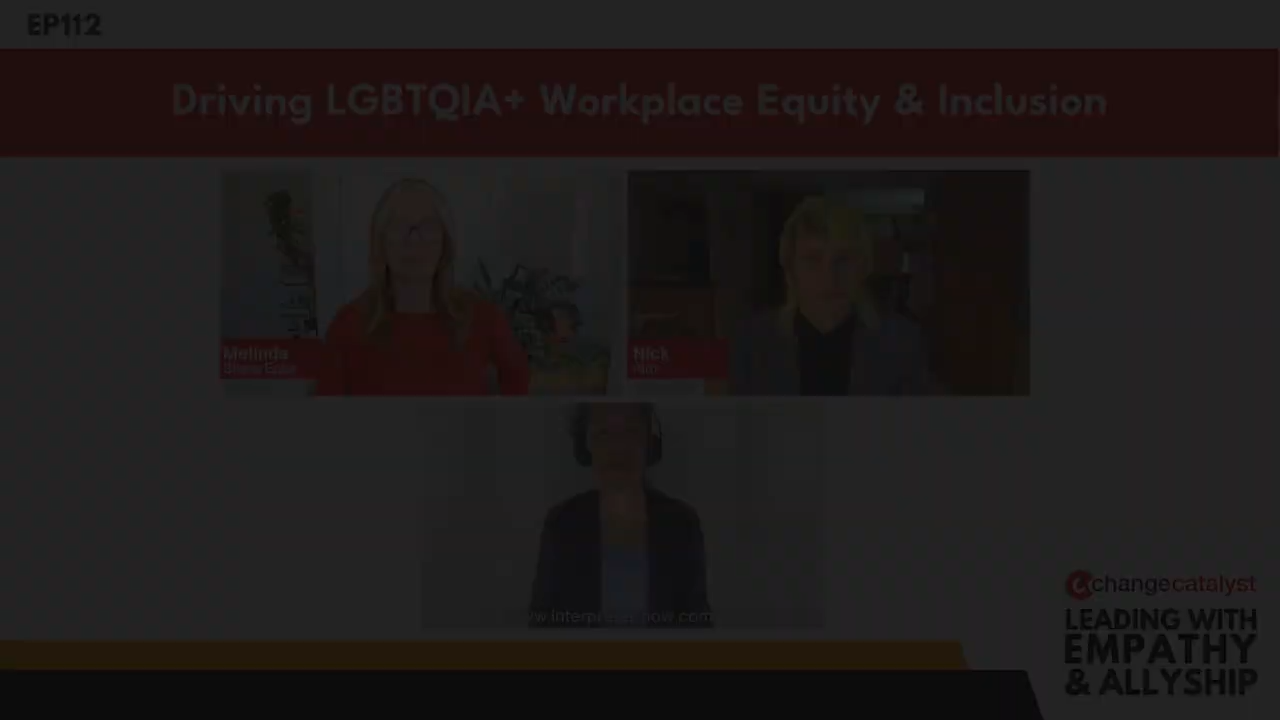 EP112
Driving LGBTQIA+ Workplace Equity & Inclusion
Melinda
Nick
changecatalyst
LEADING WITH
EMPATHY
& ALLYSHIP